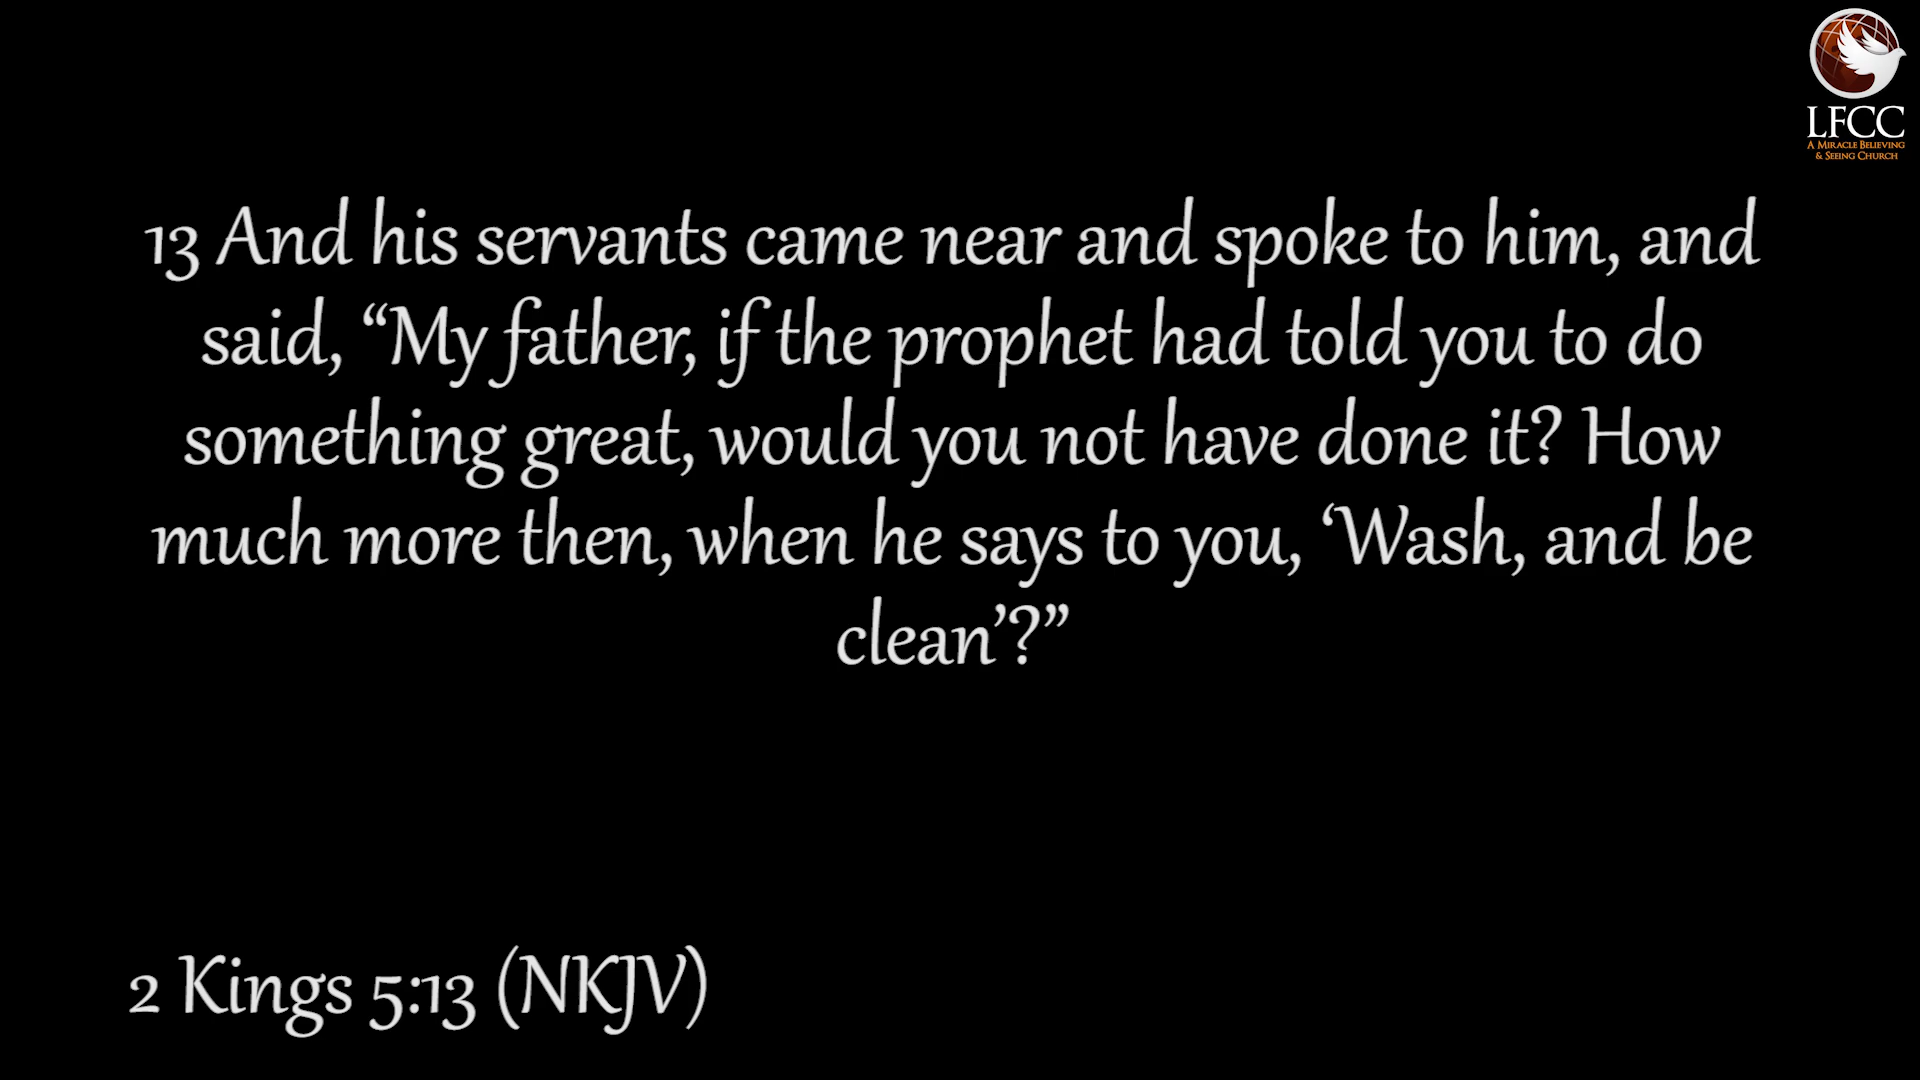 LFCC
A Miracle Believing
& Seeing Church
13 And his servants came near and spoke to him, and
said, “My father, if the prophet had told you to do
something great, would you not have done it? How
much more then, when he says to you, ‘Wash, and be
clean’?”
2 Kings 5:13 (NKJV)